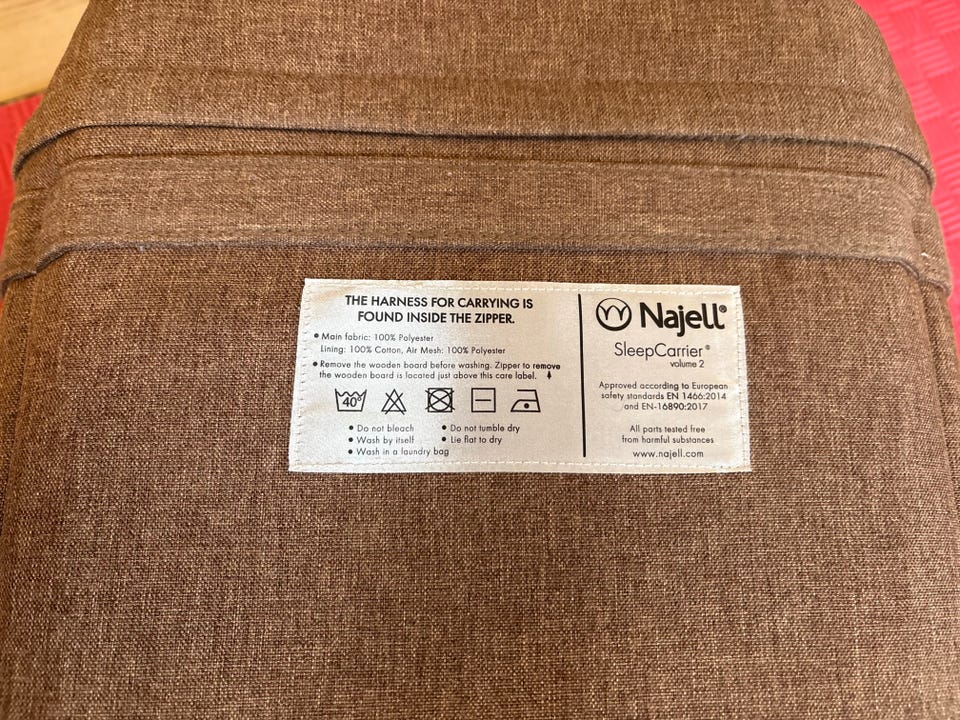 THE HARNESS FOR CARRYING IS
FOUND INSIDE THE ZIPPER.
• Main fabric: 100% Polyester
Lining: 100% Cotton, Air Mesh: 100% Polyester
• Remove the wooden board before washing. Zipper to remove
the wooden board is located just above this care label.
40°
• Do not bleach
• Wash by itself
• Wash in a laundry bag
• Do not tumble dry
• Lie flat to dry
Najell®
SleepCarrier®
volume 2
Approved according to European
safety standards EN 1466:2014
and EN-16890:2017
All parts tested free
from harmful substances
www.najell.com